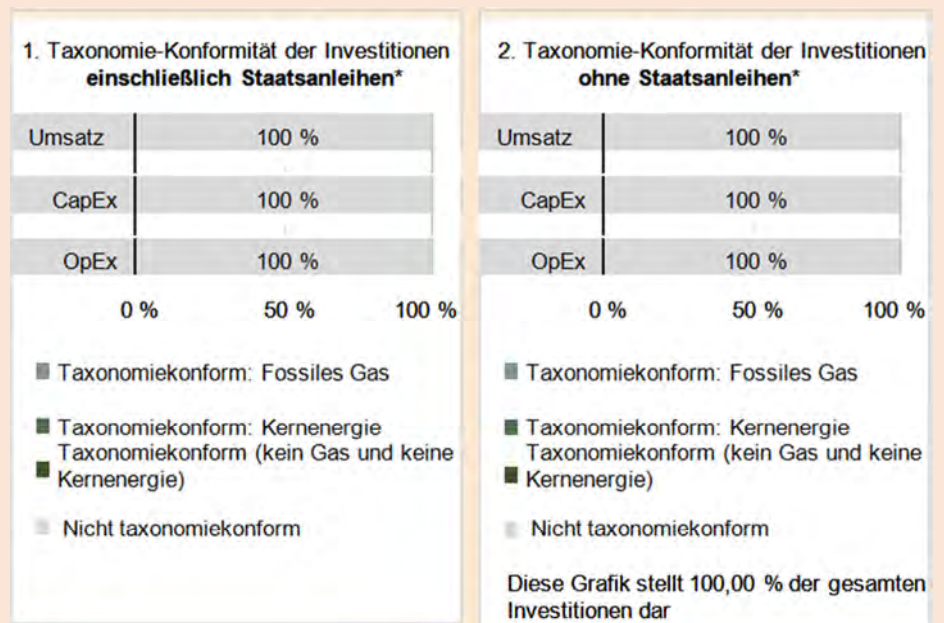 1. Taxonomie-Konformität der Investitionen
einschließlich Staatsanleihen*
Umsatz 100 %
CapEx 100 %
OpEx 100 %
0 % 50 % 100 %
Taxonomiekonform: Fossiles Gas
Taxonomiekonform: Kernenergie
Taxonomiekonform (kein Gas und keine
Kernenergie)
Nicht taxonomiekonform
2. Taxonomie-Konformität der Investitionen
ohne Staatsanleihen*
Umsatz 100 %
CapEx 100 %
OpEx 100 %
0 % 50 % 100 %
Taxonomiekonform: Fossiles Gas
Taxonomiekonform: Kernenergie
Taxonomiekonform (kein Gas und keine
Kernenergie)
Nicht taxonomiekonform
Diese Grafik stellt 100,00 % der gesamten
Investitionen dar